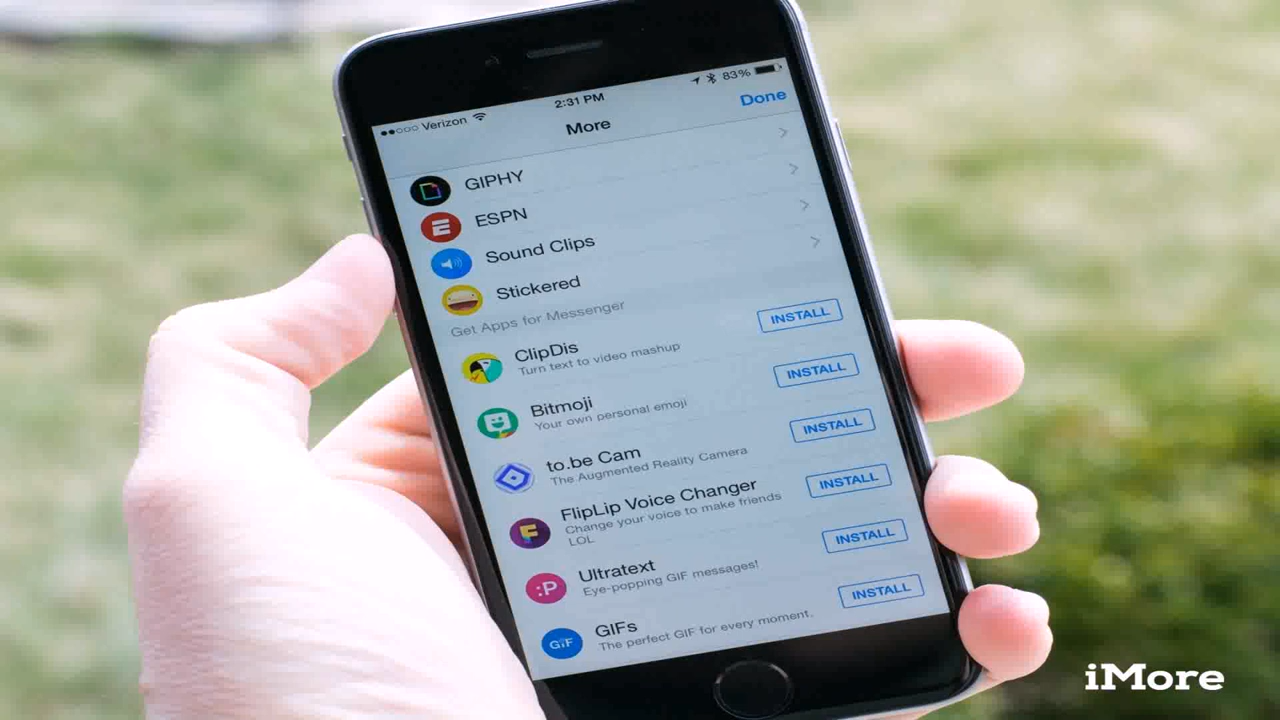 Verizon 2:31 PM 83%
More Done
GIPHY
E ESPN
Sound Clips
Stickered
Get Apps for Messenger
ClipDis INSTALL
Turn text to video mashup
Bitmoji INSTALL
Your own personal emoji
to.be Cam INSTALL
The Augmented Reality Camera
FlipLip Voice Changer INSTALL
Change your voice to make friends
LOL
F
Ultratext INSTALL
Eye-popping GIF messages!
:P
GIFs INSTALL
The perfect GIF for every moment.
GIF
iMore